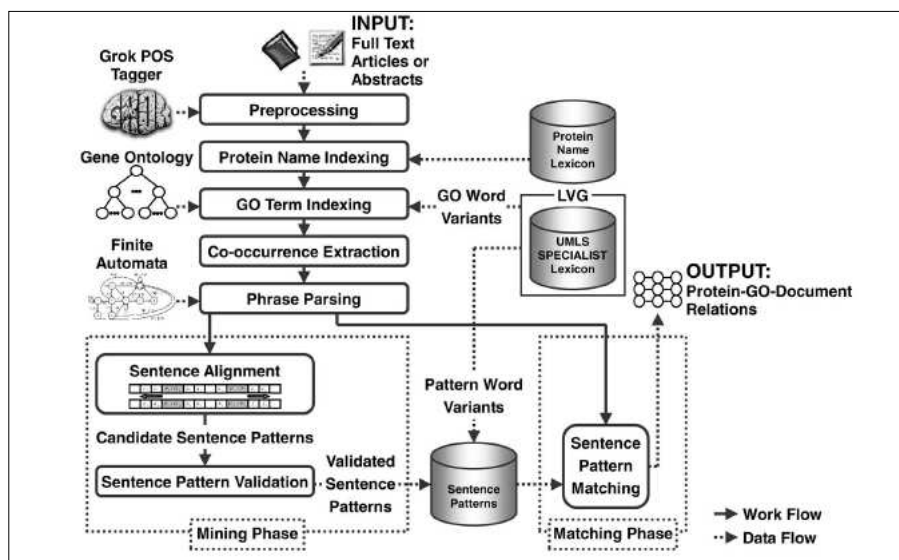 INPUT:
Full Text
Articles or
Abstracts
Grok POS
Tagger
Preprocessing
Protein Name Indexing
Protein
Name
Lexicon
Gene Ontology
GO Term Indexing
GO Word
Variants
LVG
UMLS
SPECIALIST
Lexicon
Co-occurrence Extraction
Finite
Automata
Phrase Parsing
OUTPUT:
Protein-GO-Document
Relations
Sentence Alignment
Candidate Sentence Patterns
Sentence Pattern Validation
Validated
Sentence
Patterns
Pattern Word
Variants
Sentence
Patterns
Sentence
Pattern
Matching
Mining Phase
Matching Phase
Work Flow
Data Flow